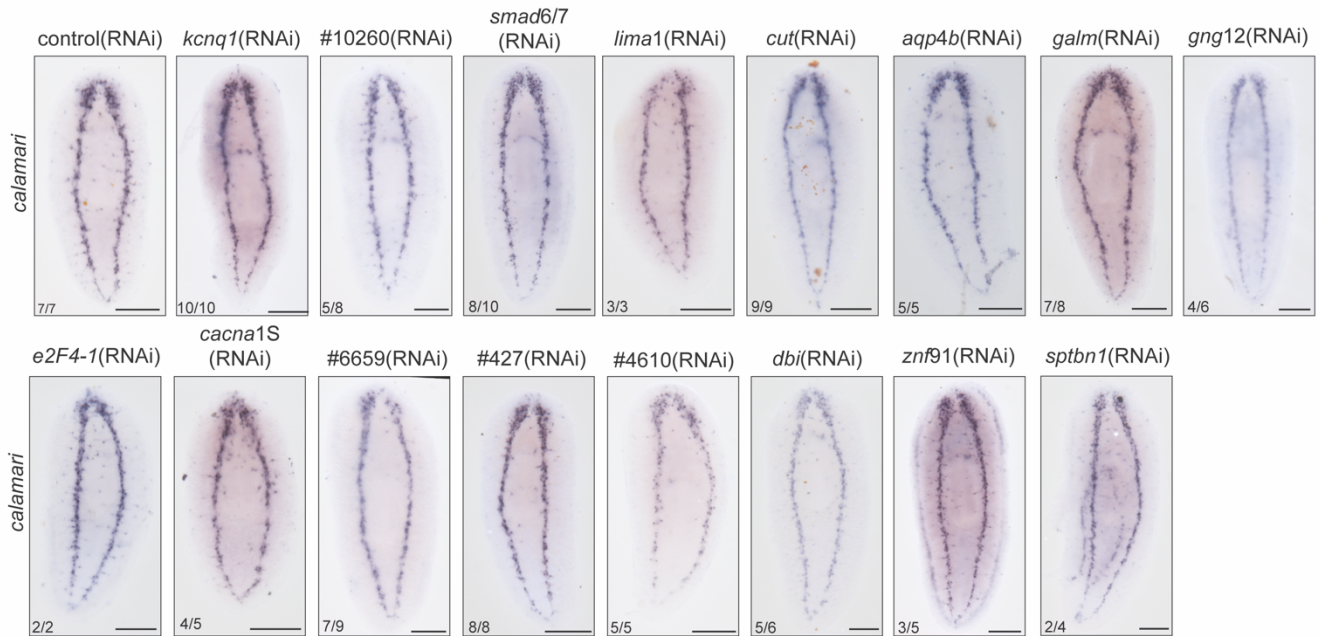 control(RNAi) kcnq1(RNAi) #10260(RNAi) smad6/7 (RNAi) lima1(RNAi) cut(RNAi) aqp4b(RNAi) galm(RNAi) gng12(RNAi)
calamari
7/7 10/10 5/8 8/10 3/3 9/9 5/5 7/8 4/6
e2F4-1(RNAi) cacna1S (RNAi) #6659(RNAi) #427(RNAi) #4610(RNAi) dbi(RNAi) znf91(RNAi) sptbn1(RNAi)
calamari
2/2 4/5 7/9 8/8 5/5 5/6 3/5 2/4